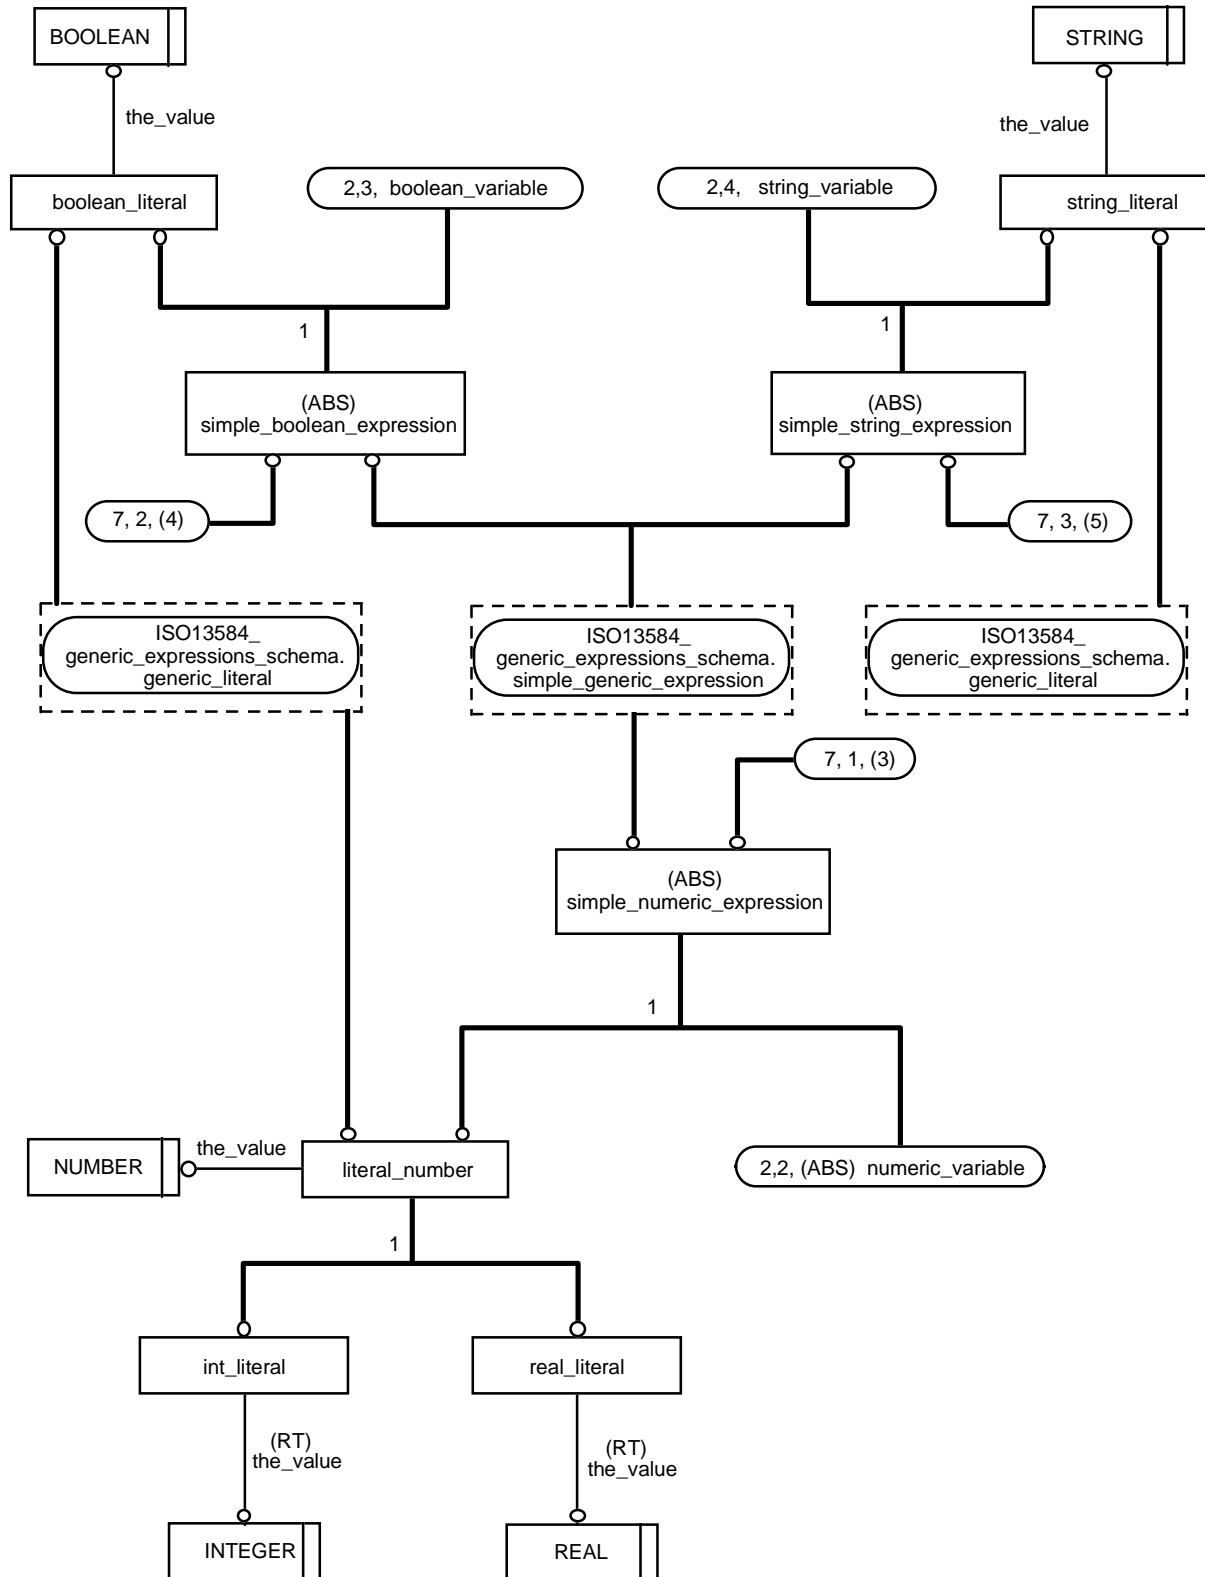 BOOLEAN
STRING
the_value
the_value
boolean_literal
2,3, boolean_variable
2,4, string_variable
string_literal
1
1
(ABS)
simple_boolean_expression
(ABS)
simple_string_expression
7, 2, (4)
7, 3, (5)
ISO13584_
generic_expressions_schema.
generic_literal
ISO13584_
generic_expressions_schema.
simple_generic_expression
ISO13584_
generic_expressions_schema.
generic_literal
7, 1, (3)
(ABS)
simple_numeric_expression
1
NUMBER
the_value
literal_number
2,2, (ABS) numeric_variable
1
int_literal
real_literal
(RT)
the_value
(RT)
the_value
INTEGER
REAL